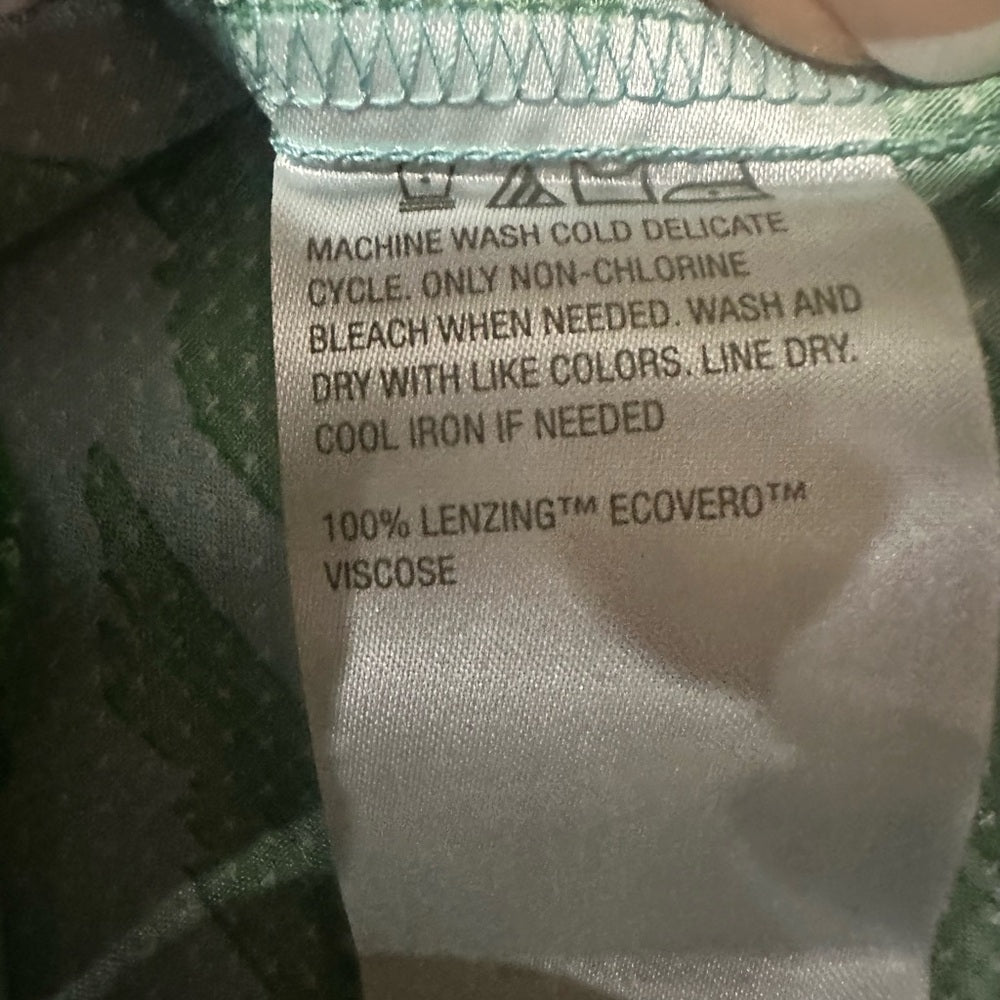 MACHINE WASH COLD DELICATE
CYCLE. ONLY NON-CHLORINE
BLEACH WHEN NEEDED. WASH AND
DRY WITH LIKE COLORS. LINE DRY.
COOL IRON IF NEEDED
100% LENZING™ ECOVERO™
VISCOSE